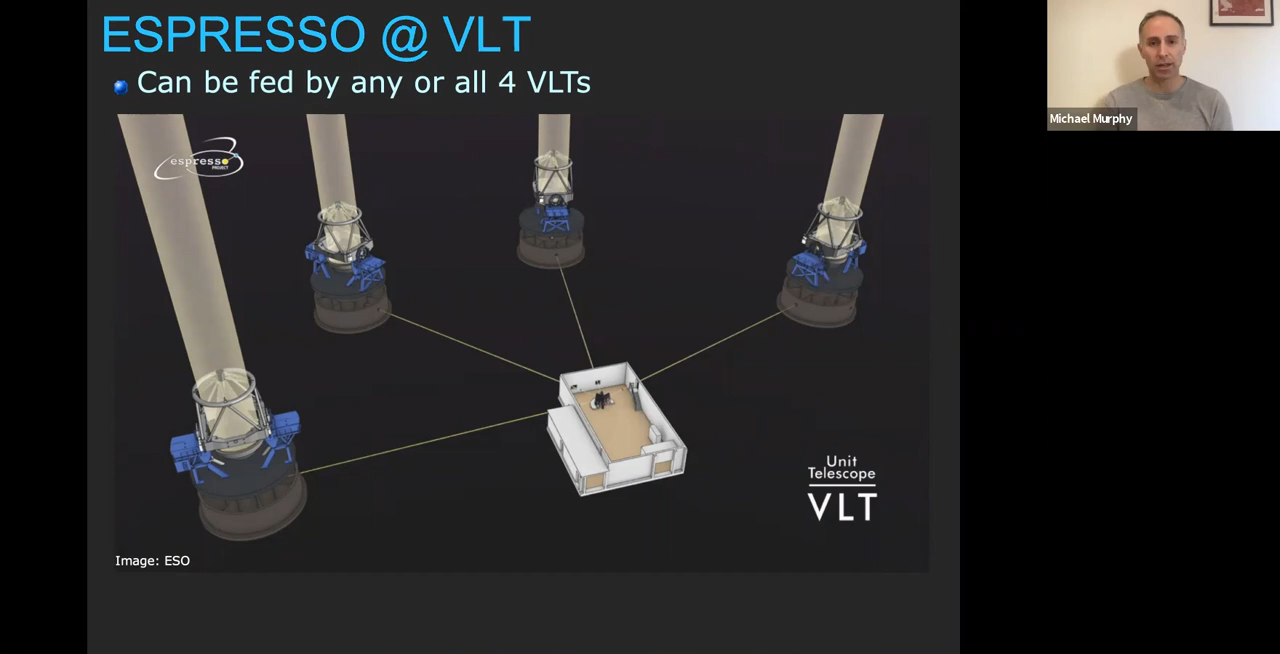 ESPRESSO @ VLT
Can be fed by any or all 4 VLTs
Michael Murphy
espresso
PROJECT
Unit
Telescope
VLT
Image: ESO